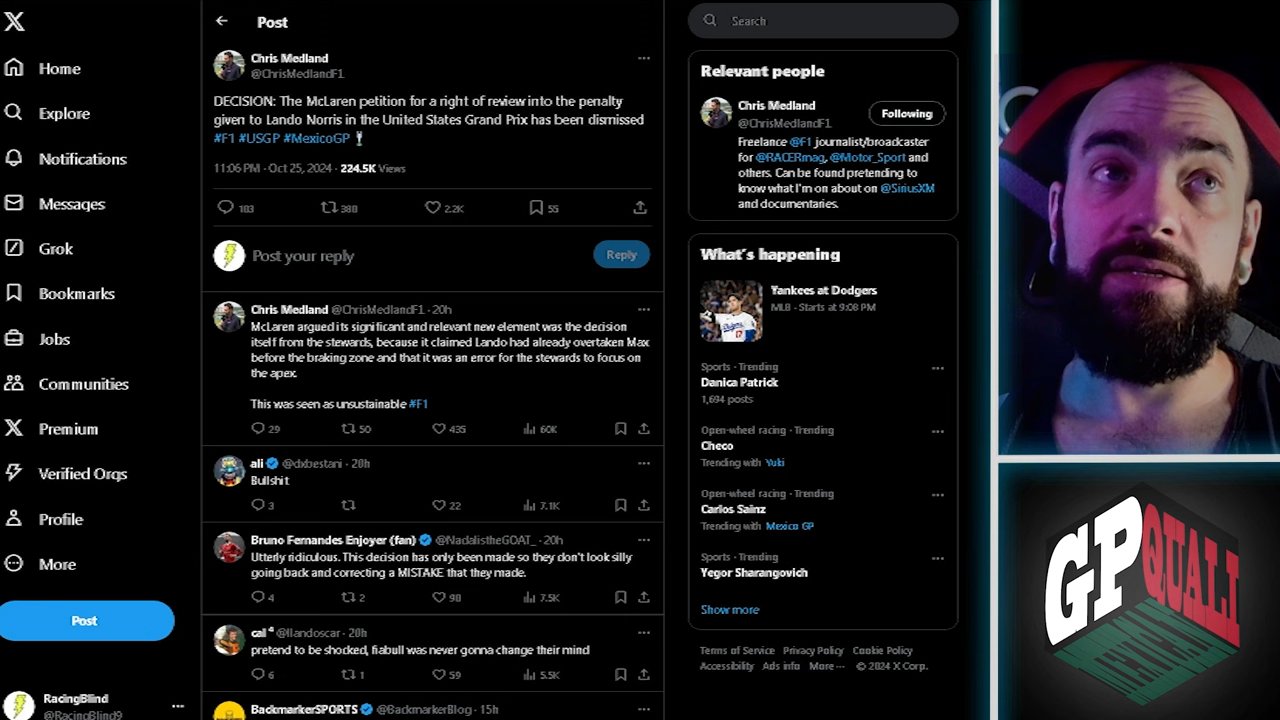 Home
Explore
Notifications
Messages
Grok
Bookmarks
Jobs
Communities
Premium
Verified Orgs
Profile
More
Post
RacingBlind
@RacingBlind9
Post
Chris Medland
@ChrisMedlandF1
DECISION: The McLaren petition for a right of review into the penalty
given to Lando Norris in the United States Grand Prix has been dismissed
#F1 #USGP #MexicoGP
11:06 PM · Oct 25, 2024 · 224.5K Views
103 380 2.2K 55
Post your reply
Reply
Chris Medland @ChrisMedlandF1 · 20h
McLaren argued its significant and relevant new element was the decision
itself from the stewards, because it claimed Lando had already overtaken Max
before the braking zone and that it was an error for the stewards to focus on
the apex.
This was seen as unsustainable #F1
29 50 435 60K
ali @dxbestani · 20h
Bullshit
3 22 7.1K
Bruno Fernandes Enjoyer (fan) @NadalistheGOAT_ · 20h
Utterly ridiculous. This decision has only been made so they don't look silly
going back and correcting a MISTAKE that they made.
4 2 98 7.5K
cal ⁴ @llandoscar · 20h
pretend to be shocked, fiabull was never gonna change their mind
6 1 59 5.5K
BackmarkerSPORTS @BackmarkerBlog · 15h
Search
Relevant people
Chris Medland
@ChrisMedlandF1
Following
Freelance @F1 journalist/broadcaster
for @RACERmag, @Motor_Sport and
others. Can be found pretending to
know what I'm on about on @SiriusXM
and documentaries.
What's happening
Yankees at Dodgers
MLB · Starts at 9:08 PM
Sports · Trending
Danica Patrick
1,694 posts
Open-wheel racing · Trending
Checo
Trending with Yuki
Open-wheel racing · Trending
Carlos Sainz
Trending with Mexico GP
Sports · Trending
Yegor Sharangovich
Show more
Terms of Service Privacy Policy Cookie Policy
Accessibility Ads info More ··· © 2024 X Corp.
GP
QUALI